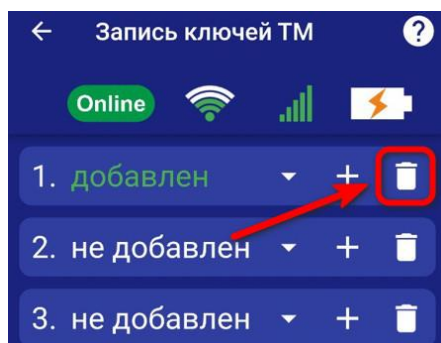 Запись ключей ТМ ?
Online
1. добавлен
2. не добавлен
3. не добавлен